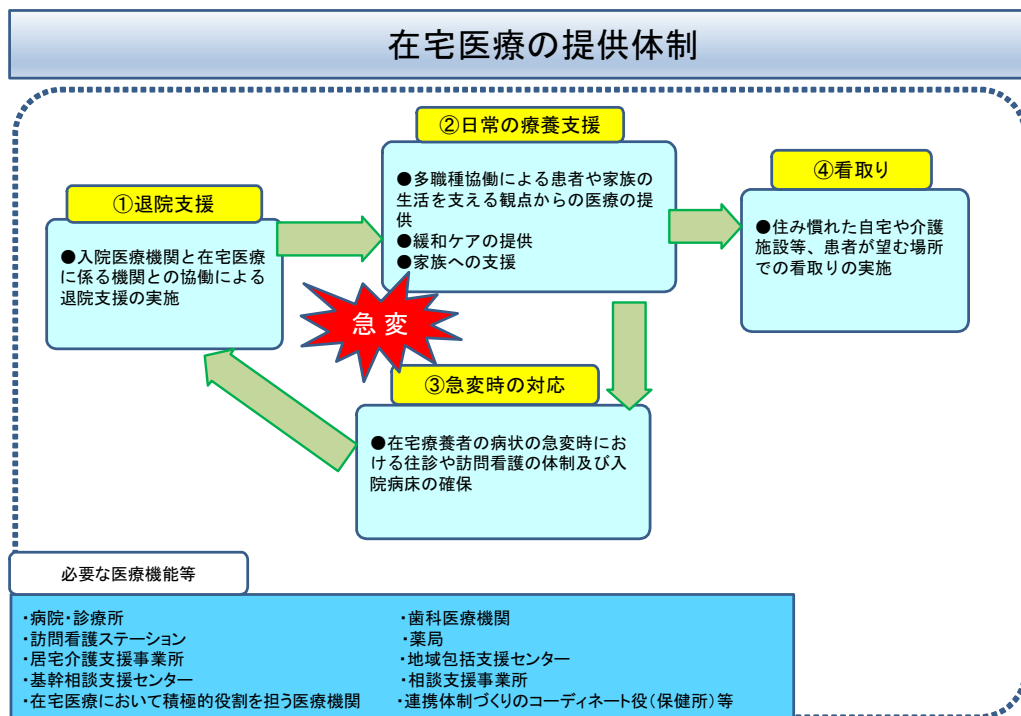 在宅医療の提供体制
①退院支援
●入院医療機関と在宅医療
に係る機関との協働による
退院支援の実施
②日常の療養支援
●多職種協働による患者や家族の
生活を支える観点からの医療の提
供
●緩和ケアの提供
●家族への支援
急 変
③急変時の対応
●在宅療養者の病状の急変時にお
ける往診や訪問看護の体制及び入
院病床の確保
④看取り
●住み慣れた自宅や介護
施設等、患者が望む場所
での看取りの実施
必要な医療機能等
・病院・診療所
・訪問看護ステーション
・居宅介護支援事業所
・基幹相談支援センター
・在宅医療において積極的役割を担う医療機関
・歯科医療機関
・薬局
・地域包括支援センター
・相談支援事業所
・連携体制づくりのコーディネート役(保健所)等